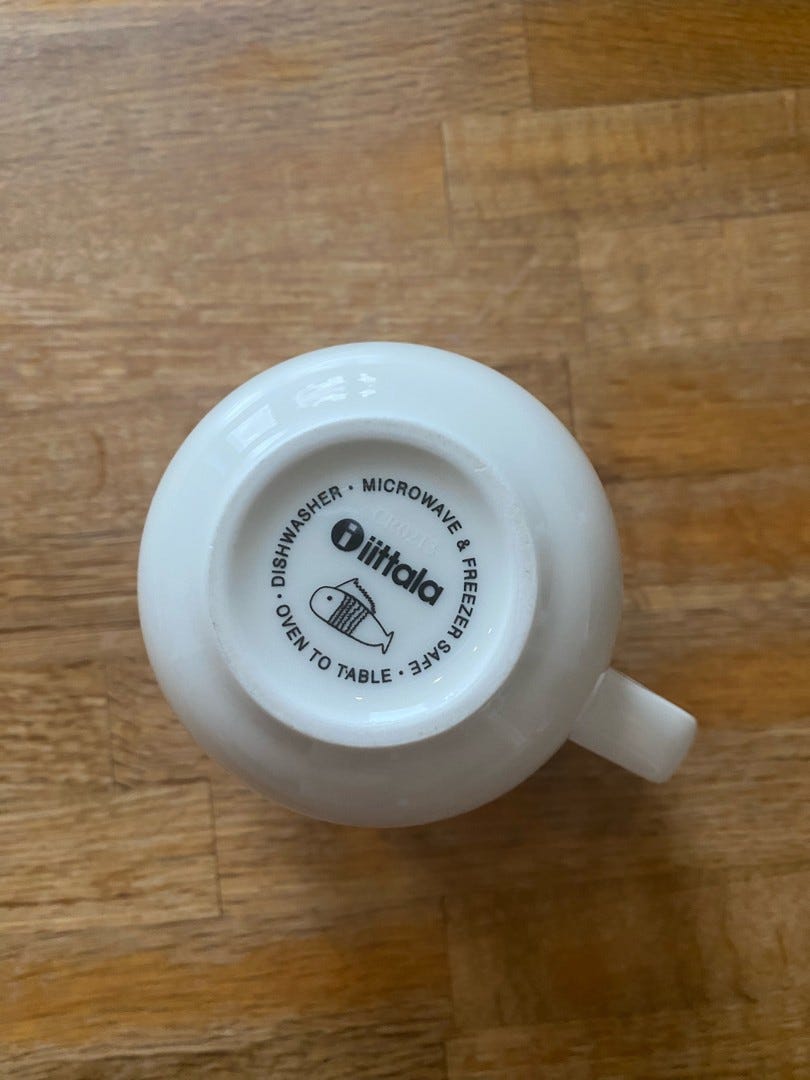 DISHWASHER · MICROWAVE & FREEZER SAFE · OVEN TO TABLE ·
i iittala